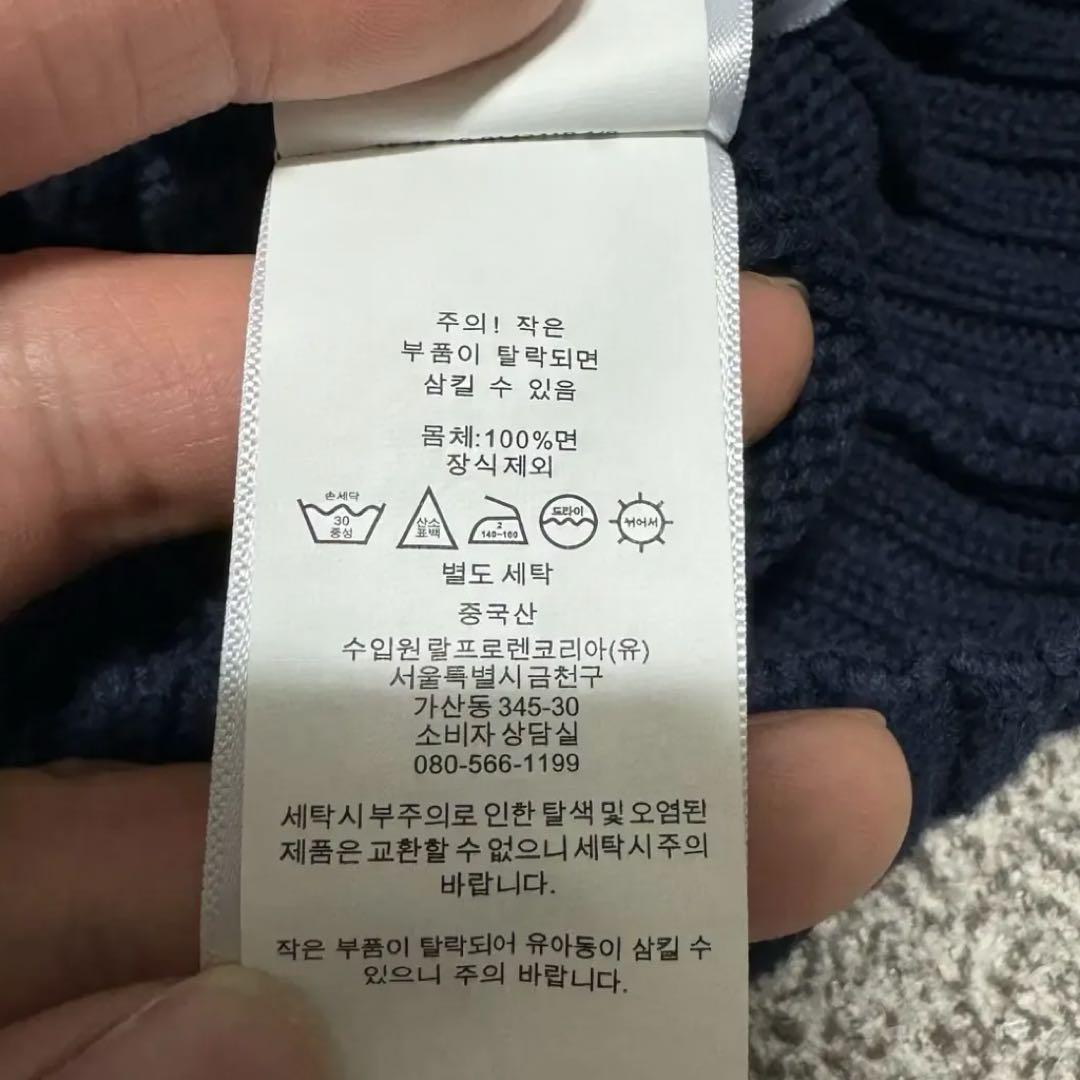 주의! 작은
부품이 탈락되면
삼킬 수 있음
몸체:100%면
장식제외
손세탁
30
중성
산소
표백
2
140~160
드라이
뉘어서
별도 세탁
중국산
수입원 랄프로렌코리아(유)
서울특별시금천구
가산동 345-30
소비자 상담실
080-566-1199
세탁시 부주의로 인한 탈색 및 오염된
제품은 교환할 수 없으니 세탁시 주의
바랍니다.
작은 부품이 탈락되어 유아동이 삼킬 수
있으니 주의 바랍니다.